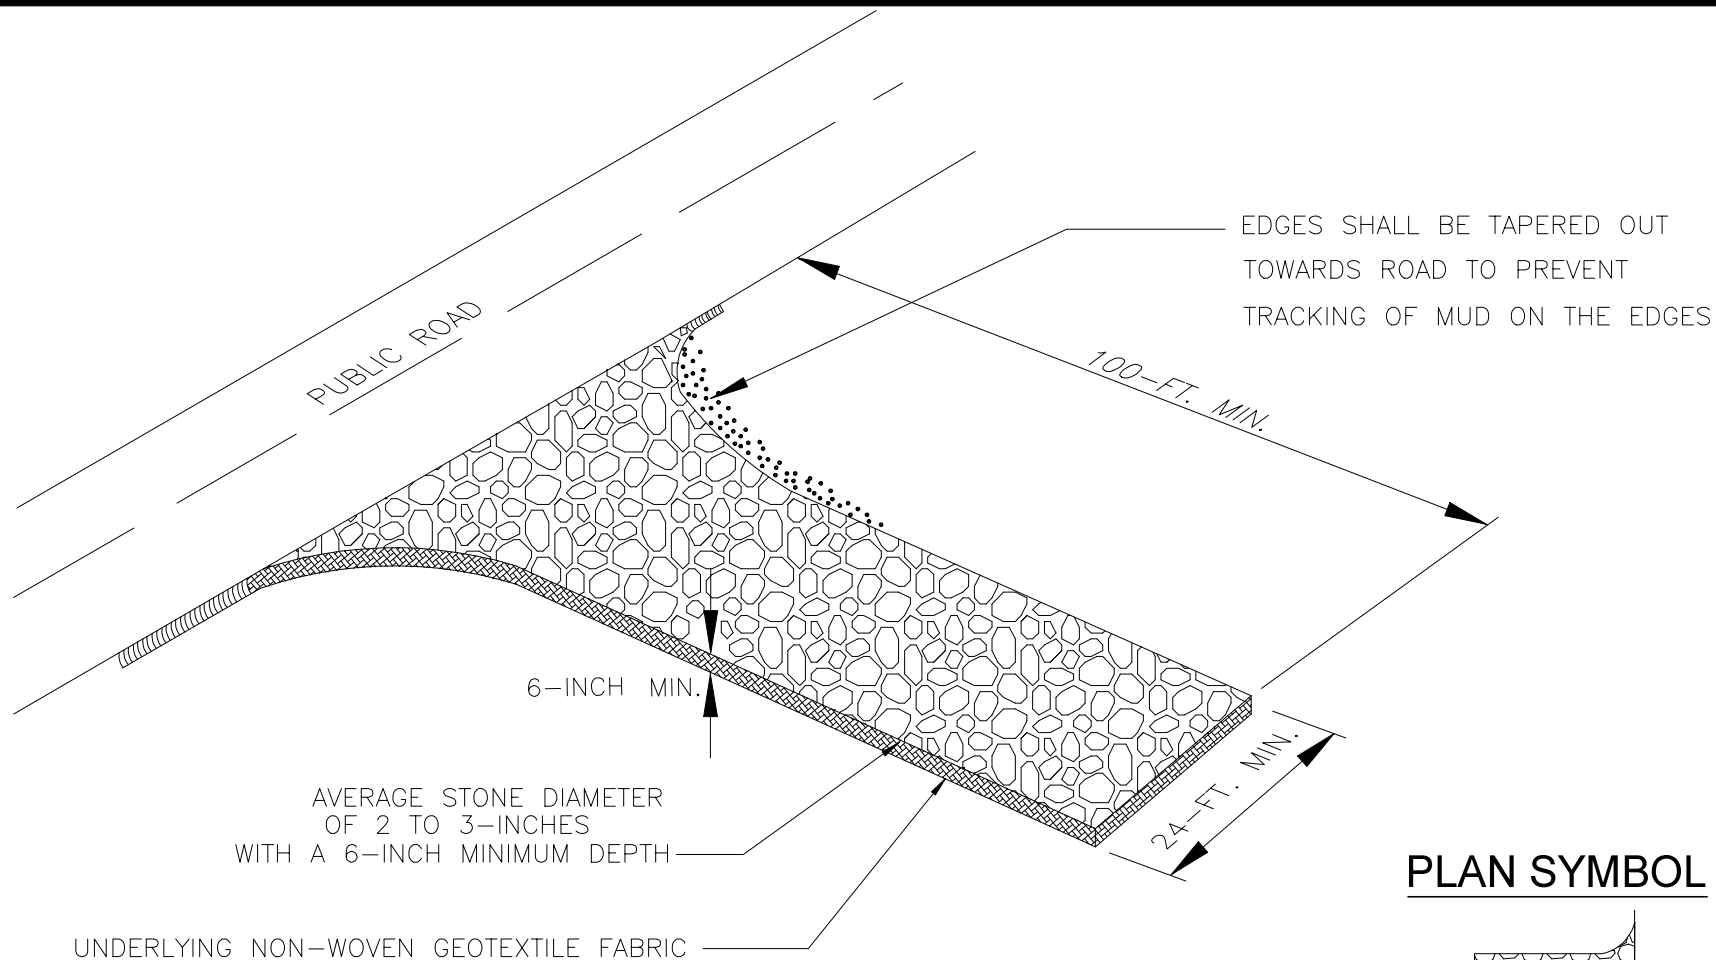 EDGES SHALL BE TAPERED OUT
TOWARDS ROAD TO PREVENT
TRACKING OF MUD ON THE EDGES
PUBLIC ROAD
100-FT. MIN.
6-INCH MIN.
24-FT. MIN.
AVERAGE STONE DIAMETER
OF 2 TO 3-INCHES
WITH A 6-INCH MINIMUM DEPTH
PLAN SYMBOL
UNDERLYING NON-WOVEN GEOTEXTILE FABRIC